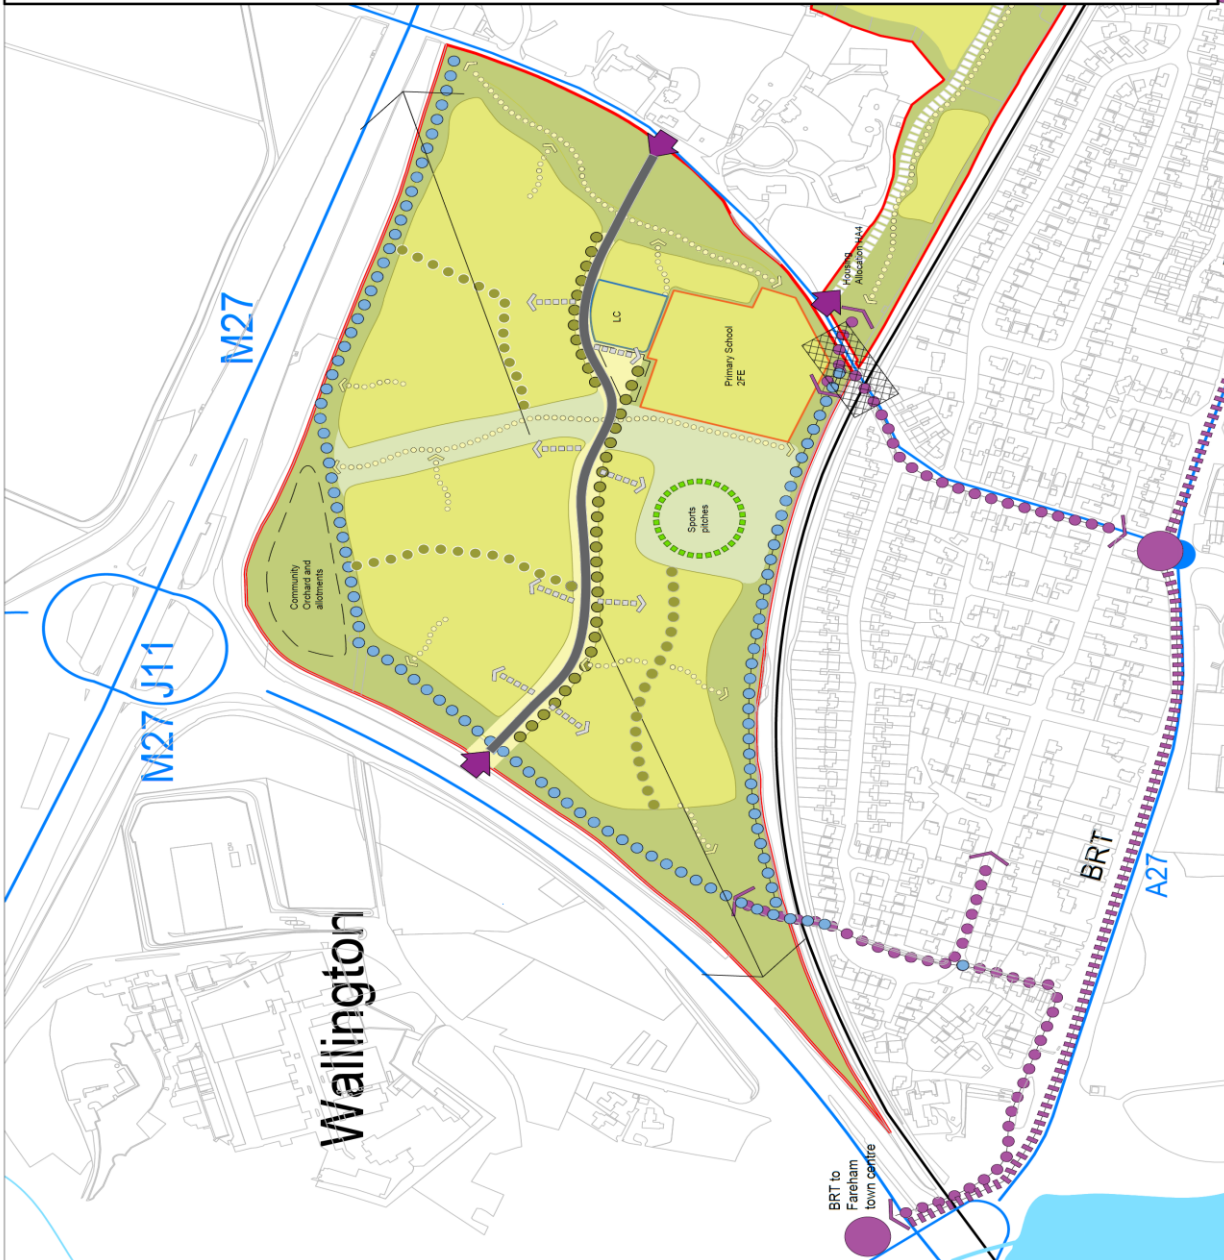 M27
M27 J11
Wallington
Community
Orchard and
allotments
LC
Primary School
2FE
Sports
pitches
Housing
Allocation HA4
BRT
A27
BRT to
Fareham
town centre